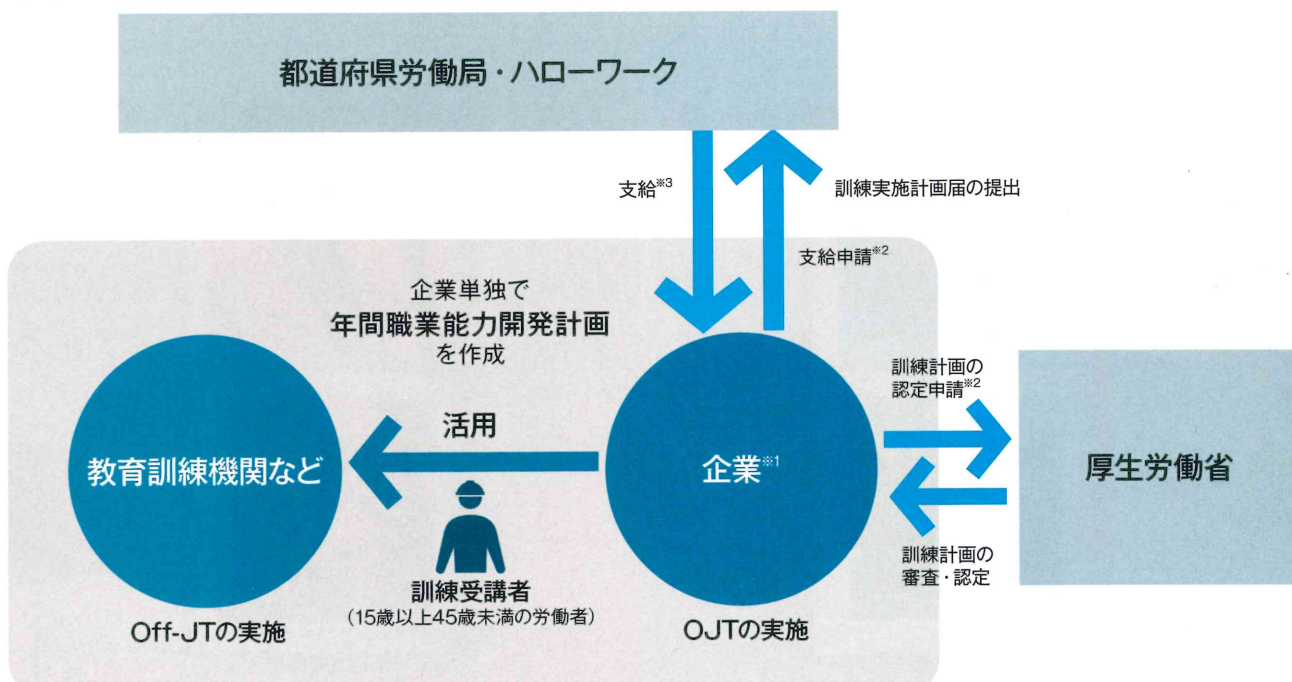 都道府県労働局・ハローワーク
支給※3
訓練実施計画届の提出
支給申請※2
企業単独で
年間職業能力開発計画
を作成
訓練計画の
認定申請※2
活用
教育訓練機関など
企業※1
厚生労働省
訓練計画の
審査・認定
訓練受講者
(15歳以上45歳未満の労働者)
Off-JTの実施
OJTの実施